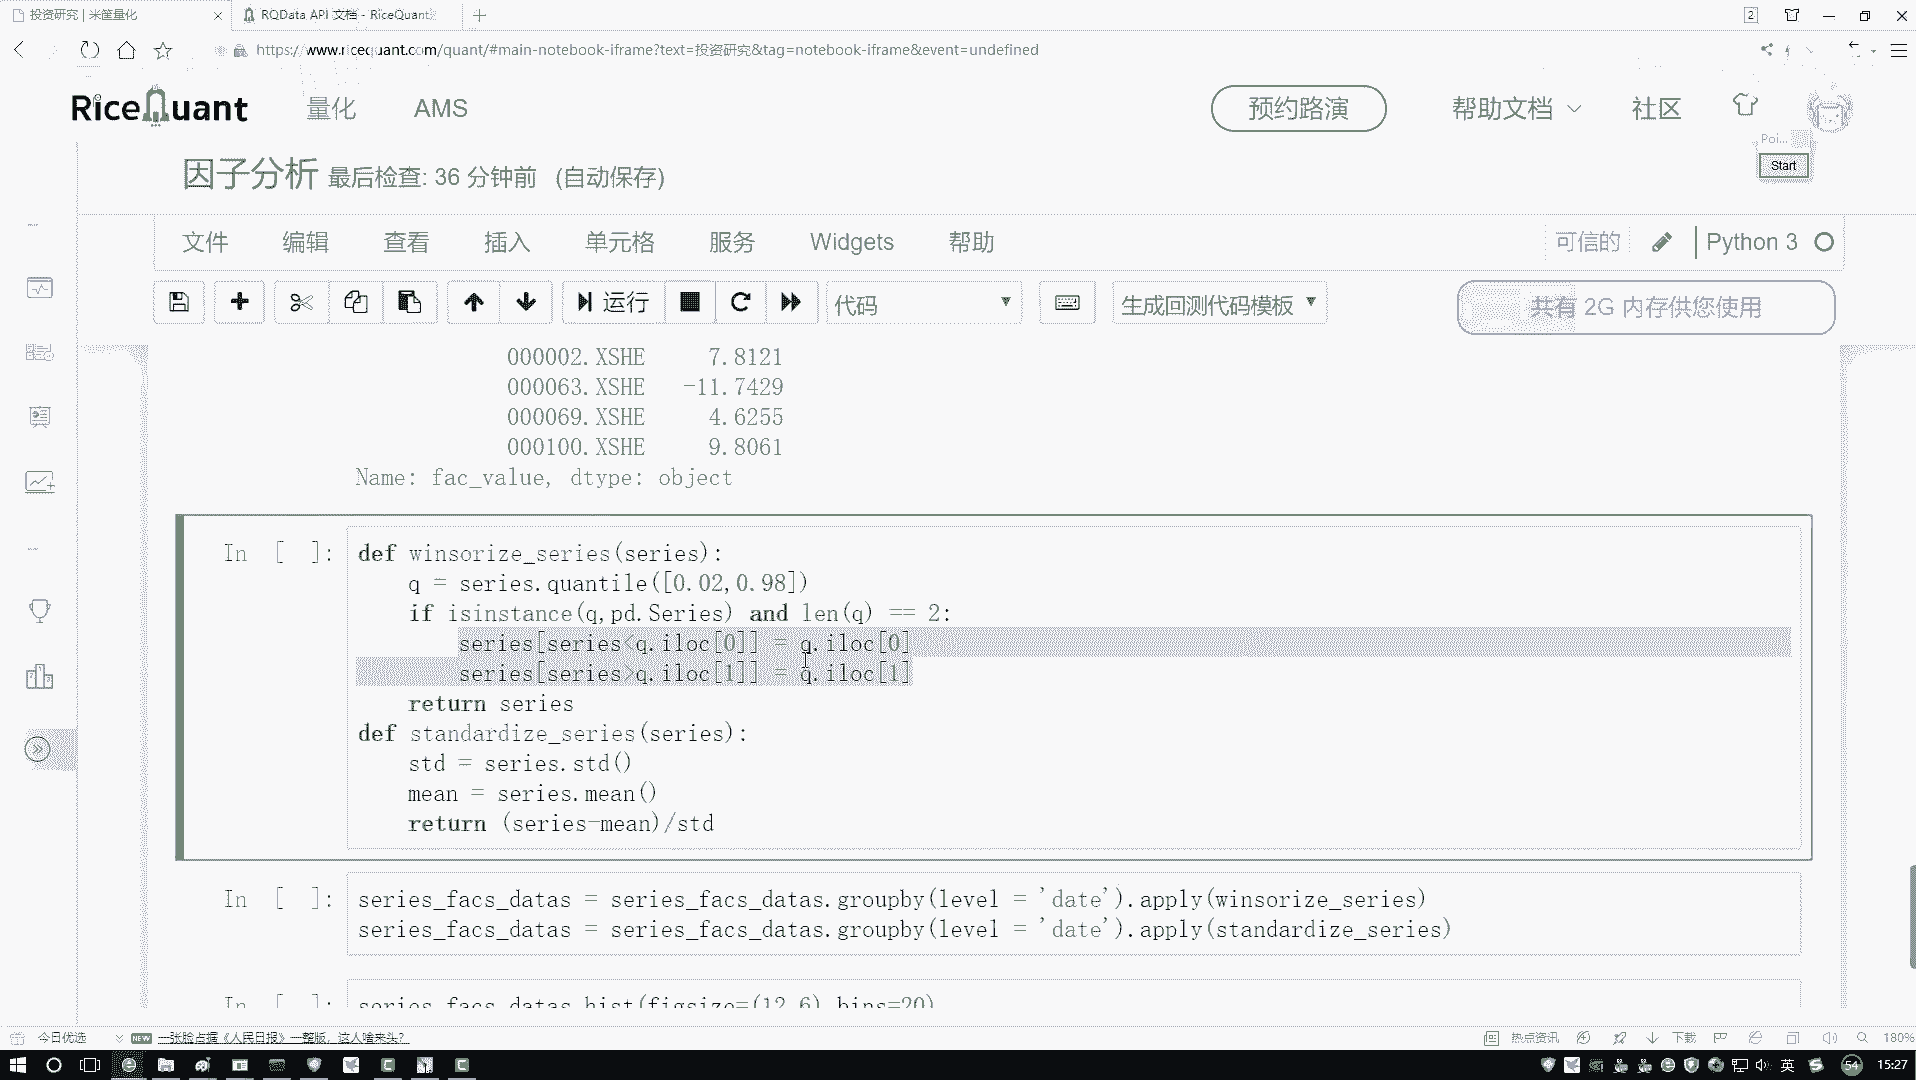 投资研究 | 米筐量化
RQData API 文档 - RiceQuant
2
https://www.ricequant.com/quant/#main-notebook-iframe?text=投资研究&tag=notebook-iframe&event=undefined
RiceQuant
量化
AMS
预约路演
帮助文档
社区
Poi...
Start
因子分析 最后检查: 36 分钟前 (自动保存)
文件 编辑 查看 插入 单元格 服务 Widgets 帮助
可信的
Python 3
运行
代码
生成回测代码模板
共有 2G 内存供您使用
000002.XSHE 7.8121
000063.XSHE -11.7429
000069.XSHE 4.6255
000100.XSHE 9.8061
Name: fac_value, dtype: object
In [ ]:
def winsorize_series(series):
q = series.quantile([0.02,0.98])
if isinstance(q,pd.Series) and len(q) == 2:
series[series<q.iloc[0]] = q.iloc[0]
series[series>q.iloc[1]] = q.iloc[1]
return series
def standardize_series(series):
std = series.std()
mean = series.mean()
return (series-mean)/std
In [ ]:
series_facs_datas = series_facs_datas.groupby(level = 'date').apply(winsorize_series)
series_facs_datas = series_facs_datas.groupby(level = 'date').apply(standardize_series)
In [ ]:
series_facs_datas.hist(figsize=(12,6),bins=20)
今日优选
NEW
一张脸占据《人民日报》一整版，这人啥来头？
热点资讯
下载
180%
英
54
15:27